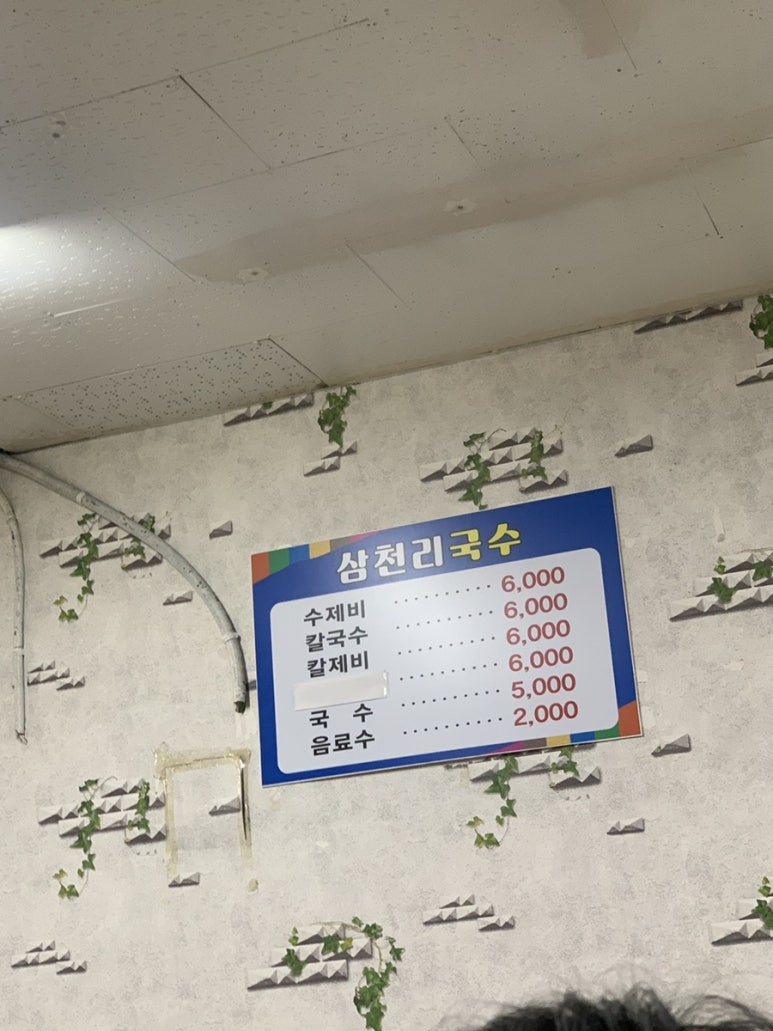 삼천리국수
수제비 .......... 6,000
칼국수 .......... 6,000
칼제비 .......... 6,000
.......... 6,000
국 수 .......... 5,000
음료수 .......... 2,000